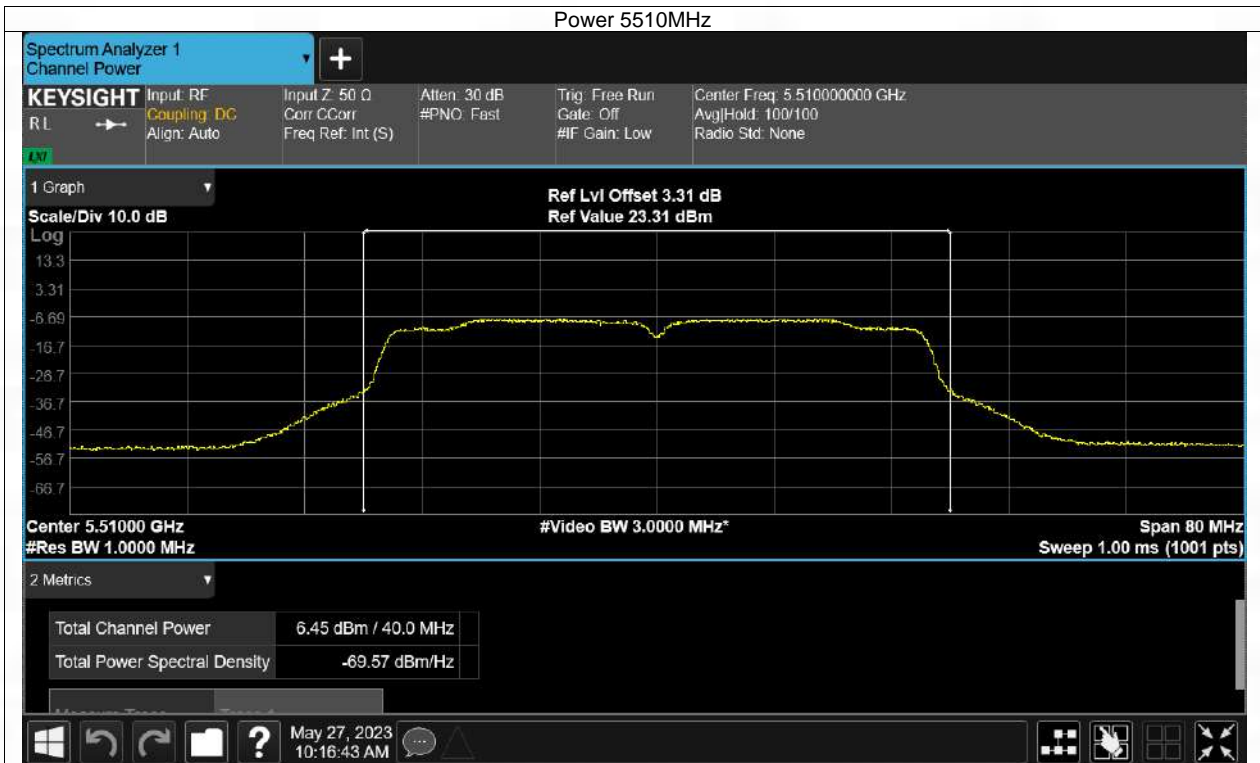 Power 5510MHz
Spectrum Analyzer 1
Channel Power
+
KEYSIGHT
RL
LXI
Input: RF
Coupling: DC
Align: Auto
Input Z: 50 Ω
Corr CCorr
Freq Ref: Int (S)
Atten: 30 dB
#PNO: Fast
Trig: Free Run
Gate: Off
#IF Gain: Low
Center Freq: 5.510000000 GHz
Avg|Hold: 100/100
Radio Std: None
1 Graph
Scale/Div 10.0 dB
Ref Lvl Offset 3.31 dB
Ref Value 23.31 dBm
Log
13.3
3.31
-6.69
-16.7
-26.7
-36.7
-46.7
-56.7
-66.7
Center 5.51000 GHz
#Video BW 3.0000 MHz*
Span 80 MHz
#Res BW 1.0000 MHz
Sweep 1.00 ms (1001 pts)
2 Metrics
Total Channel Power 6.45 dBm / 40.0 MHz
Total Power Spectral Density -69.57 dBm/Hz
?
May 27, 2023
10:16:43 AM